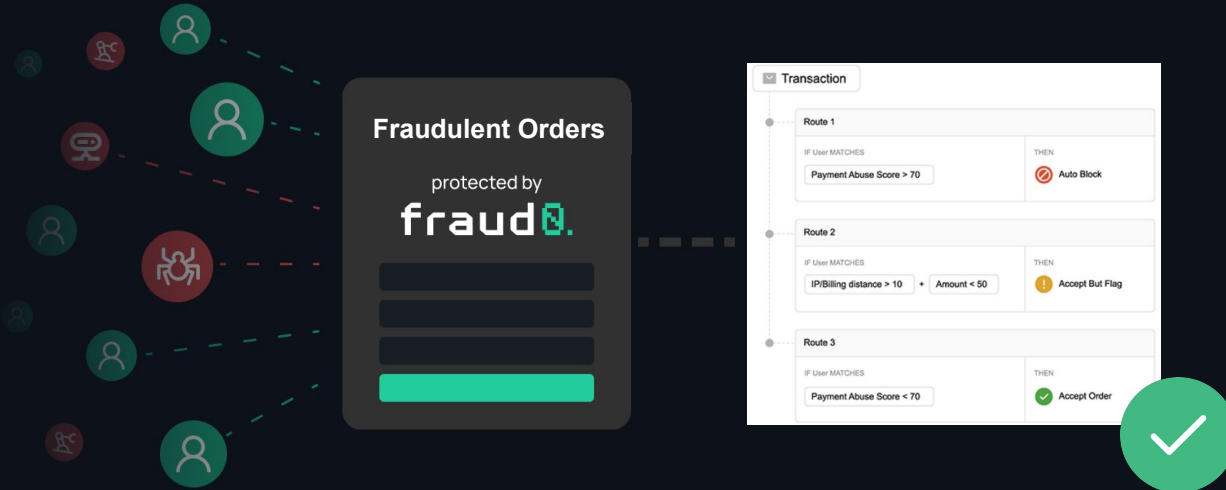 Fraudulent Orders
protected by
fraud0.
Transaction
Route 1
IF User MATCHES
THEN
Payment Abuse Score > 70
Auto Block
Route 2
IF User MATCHES
THEN
IP/Billing distance > 10 + Amount < 50
Accept But Flag
Route 3
IF User MATCHES
THEN
Payment Abuse Score < 70
Accept Order